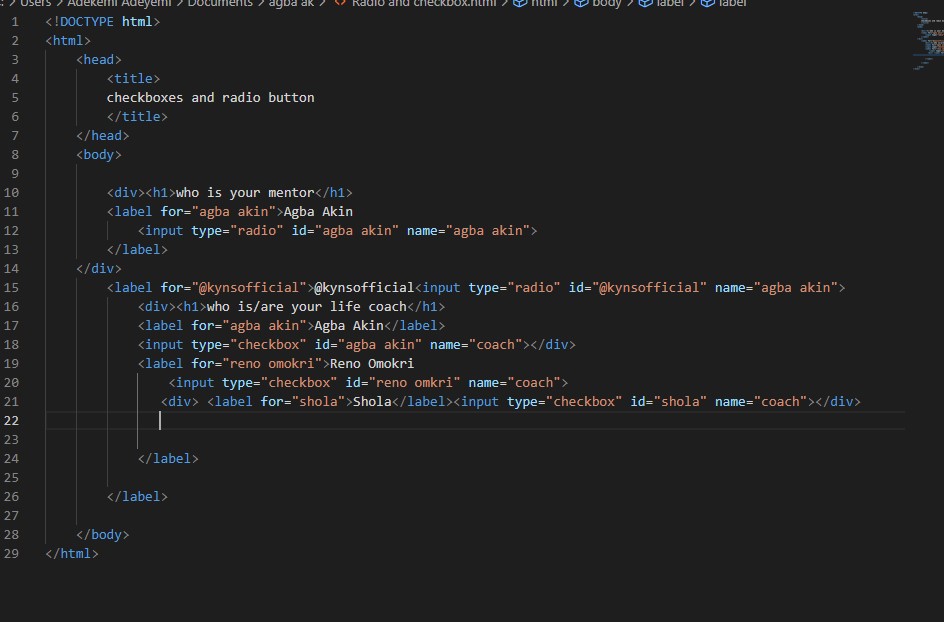 : > Users > Adekemi Adeyemi > Documents > agba ak > <> Radio and checkbox.html > html > body > label > label
1 <!DOCTYPE html>
2 <html>
3 <head>
4 <title>
5 checkboxes and radio button
6 </title>
7 </head>
8 <body>
9
10 <div><h1>who is your mentor</h1>
11 <label for="agba akin">Agba Akin
12 <input type="radio" id="agba akin" name="agba akin">
13 </label>
14 </div>
15 <label for="@kynsofficial">@kynsofficial<input type="radio" id="@kynsofficial" name="agba akin">
16 <div><h1>who is/are your life coach</h1>
17 <label for="agba akin">Agba Akin</label>
18 <input type="checkbox" id="agba akin" name="coach"></div>
19 <label for="reno omokri">Reno Omokri
20 <input type="checkbox" id="reno omkri" name="coach">
21 <div> <label for="shola">Shola</label><input type="checkbox" id="shola" name="coach"></div>
22
23
24 </label>
25
26 </label>
27
28 </body>
29 </html>